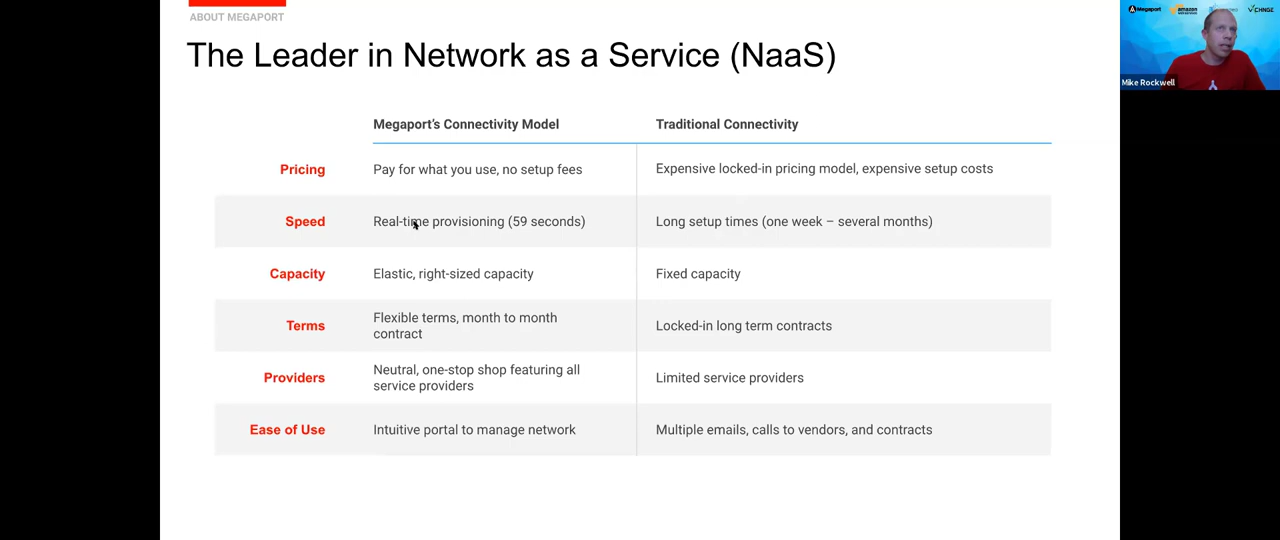 ABOUT MEGAPORT
The Leader in Network as a Service (NaaS)
Megaport's Connectivity Model
Traditional Connectivity
Pricing
Pay for what you use, no setup fees
Expensive locked-in pricing model, expensive setup costs
Speed
Real-time provisioning (59 seconds)
Long setup times (one week – several months)
Capacity
Elastic, right-sized capacity
Fixed capacity
Terms
Flexible terms, month to month
contract
Locked-in long term contracts
Providers
Neutral, one-stop shop featuring all
service providers
Limited service providers
Ease of Use
Intuitive portal to manage network
Multiple emails, calls to vendors, and contracts
Megaport
amazon
Mike Rockwell